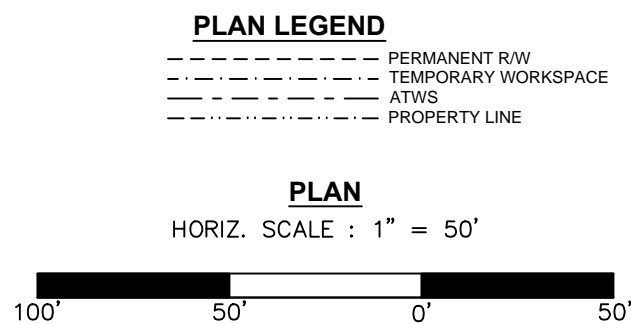 PLAN LEGEND
PERMANENT R/W
TEMPORARY WORKSPACE
ATWS
PROPERTY LINE
PLAN
HORIZ. SCALE : 1" = 50'
100' 50' 0' 50'